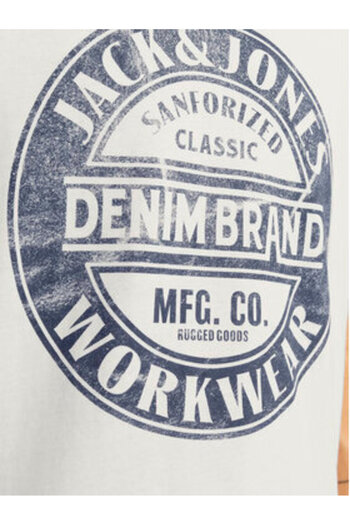 JACK & JONES
SANFORIZED
CLASSIC
DENIM BRAND
MFG. CO.
RUGGED GOODS
WORKWEAR